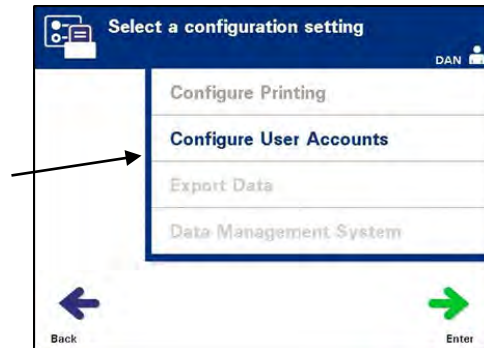 Select a configuration setting
DAN
Configure Printing
Configure User Accounts
Export Data
Data Management System
Back
Enter